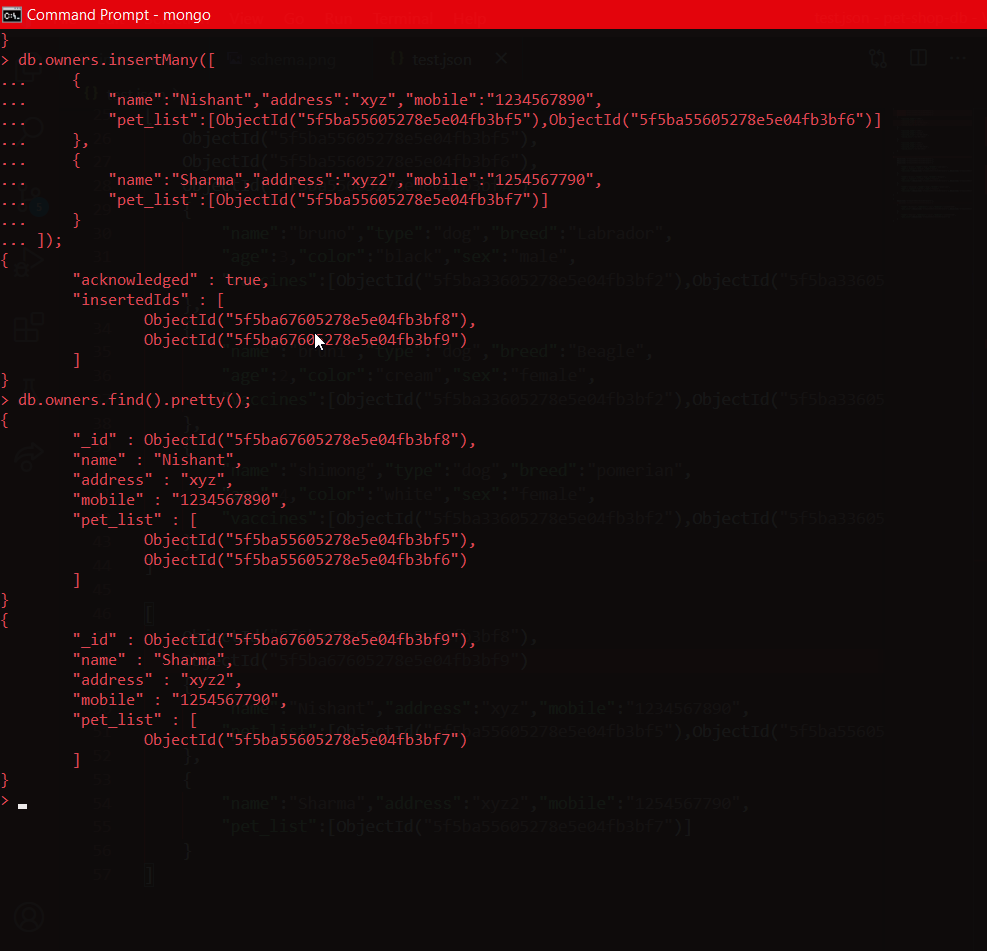 Command Prompt - mongo
}
> db.owners.insertMany([
...     {
...         "name":"Nishant","address":"xyz","mobile":"1234567890",
...         "pet_list":[ObjectId("5f5ba55605278e5e04fb3bf5"),ObjectId("5f5ba55605278e5e04fb3bf6")]
...     },
...     {
...         "name":"Sharma","address":"xyz2","mobile":"1254567790",
...         "pet_list":[ObjectId("5f5ba55605278e5e04fb3bf7")]
...     }
... ]);
{
        "acknowledged" : true,
        "insertedIds" : [
                ObjectId("5f5ba67605278e5e04fb3bf8"),
                ObjectId("5f5ba67605278e5e04fb3bf9")
        ]
}
> db.owners.find().pretty();
{
        "_id" : ObjectId("5f5ba67605278e5e04fb3bf8"),
        "name" : "Nishant",
        "address" : "xyz",
        "mobile" : "1234567890",
        "pet_list" : [
                ObjectId("5f5ba55605278e5e04fb3bf5"),
                ObjectId("5f5ba55605278e5e04fb3bf6")
        ]
}
{
        "_id" : ObjectId("5f5ba67605278e5e04fb3bf9"),
        "name" : "Sharma",
        "address" : "xyz2",
        "mobile" : "1254567790",
        "pet_list" : [
                ObjectId("5f5ba55605278e5e04fb3bf7")
        ]
}
>